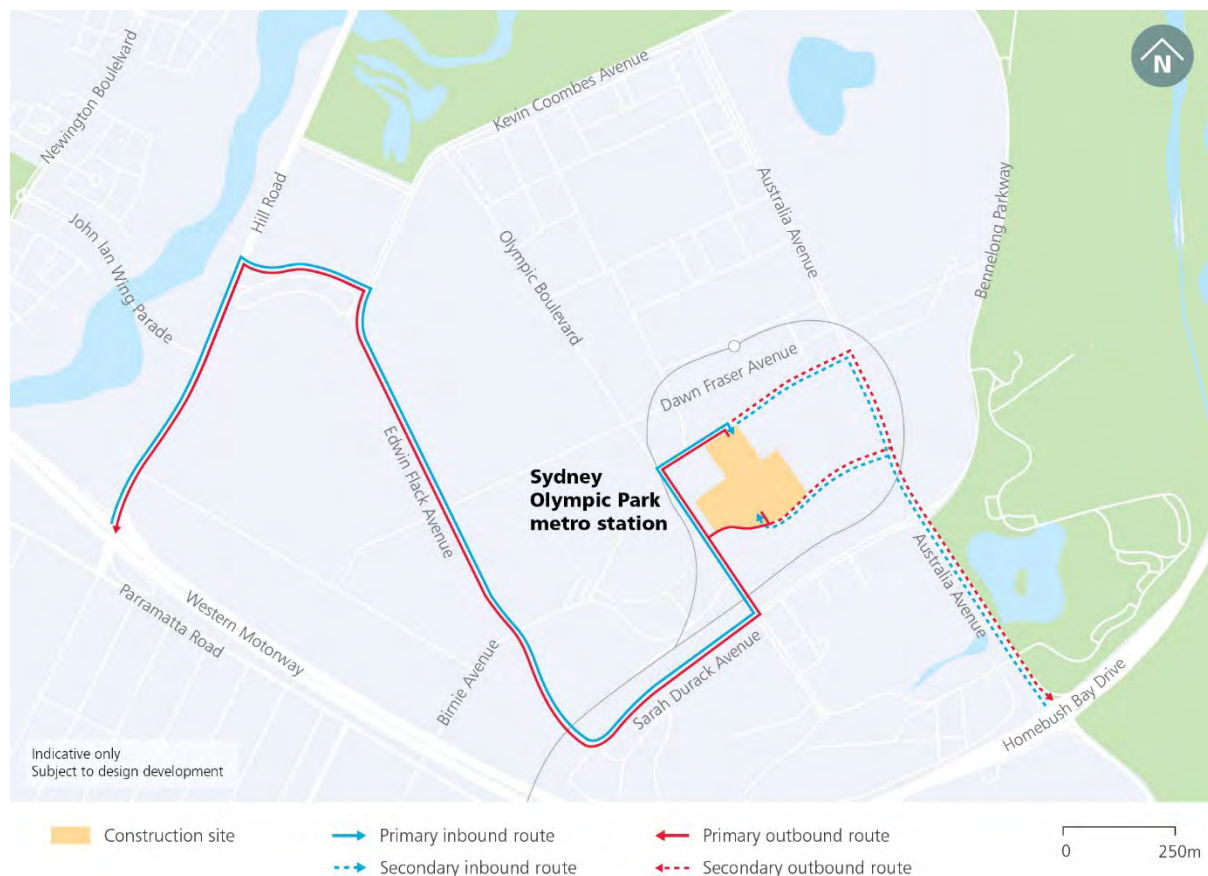 N
Kevin Coombes Avenue
Newington Boulelvard
Hill Road
Australia Avenue
Bennelong Parkway
John Ian Wing Parade
Olympic Boulevard
Dawn Fraser Avenue
Edwin Flack Avenue
Sydney
Olympic Park
metro station
Australia Avenue
Western Motorway
Parramatta Road
Birnie Avenue
Sarah Durack Avenue
Homebush Bay Drive
Indicative only
Subject to design development
Construction site
Primary inbound route
Primary outbound route
Secondary inbound route
Secondary outbound route
0 250m